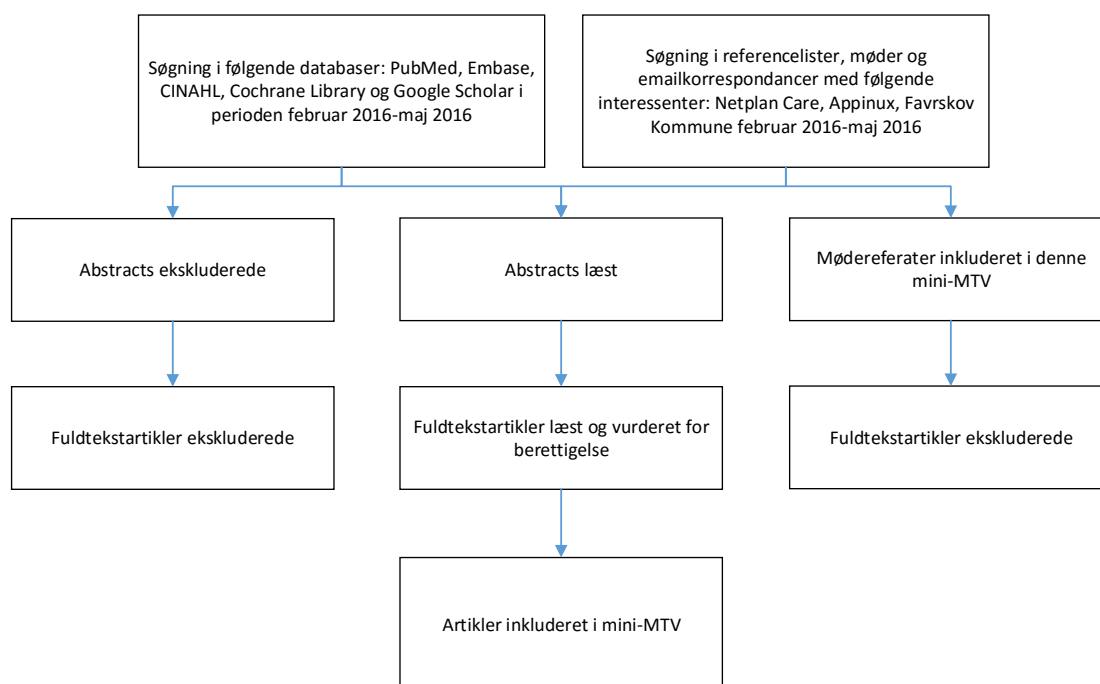 Søgning i følgende databaser: PubMed, Embase,
CINAHL, Cochrane Library og Google Scholar i
perioden februar 2016-maj 2016
Søgning i referencelister, møder og
emailkorrespondancer med følgende
interessenter: Netplan Care, Appinux, Favrskov
Kommune februar 2016-maj 2016
Abstracts ekskluderede
Abstracts læst
Mødereferater inkluderet i denne
mini-MTV
Fuldtekstartikler ekskluderede
Fuldtekstartikler læst og vurderet for
berettigelse
Fuldtekstartikler ekskluderede
Artikler inkluderet i mini-MTV